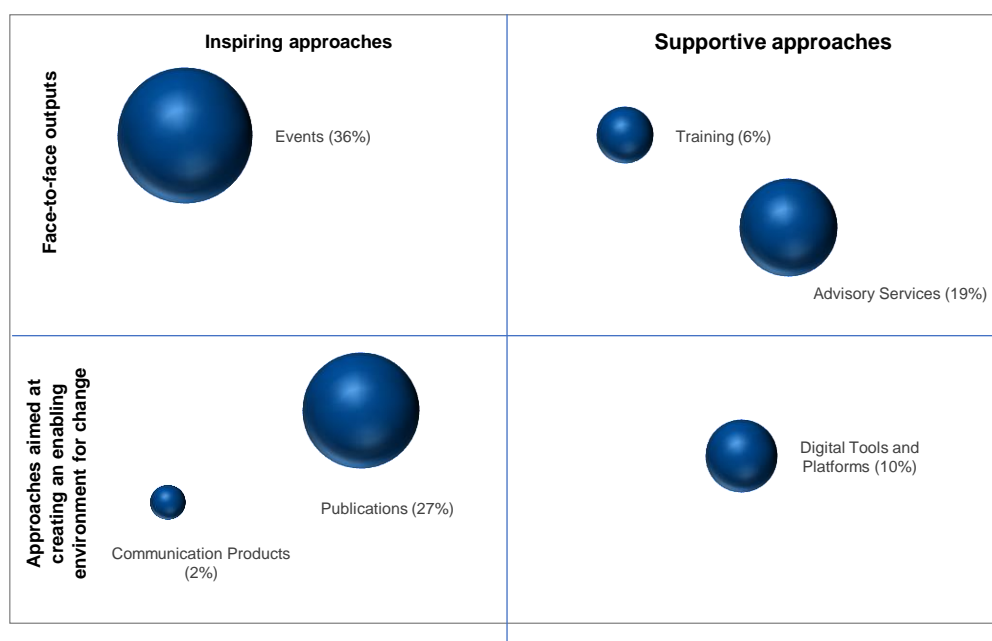 Inspiring approaches
Supportive approaches
Face-to-face outputs
Events (36%)
Training (6%)
Advisory Services (19%)
Approaches aimed at
creating an enabling
environment for change
Publications (27%)
Communication Products
(2%)
Digital Tools and
Platforms (10%)